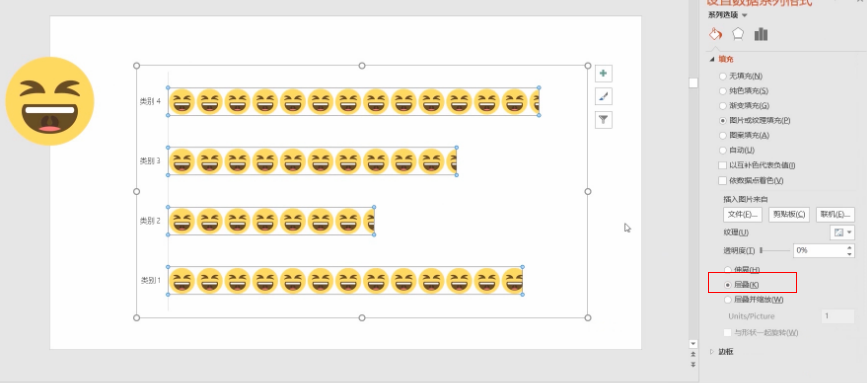 设置数据系列格式
系列选项
填充
无填充(N)
纯色填充(S)
渐变填充(G)
图片或纹理填充(P)
图案填充(A)
自动(U)
以互补色代表负值(I)
依数据点着色(V)
插入图片来自
文件(F)...
剪贴板(C)
联机(E)...
纹理(U)
透明度(T)
0%
伸展(H)
层叠(K)
层叠并缩放(W)
Units/Picture
1
与形状一起旋转(W)
边框
类别 4
类别 3
类别 2
类别 1